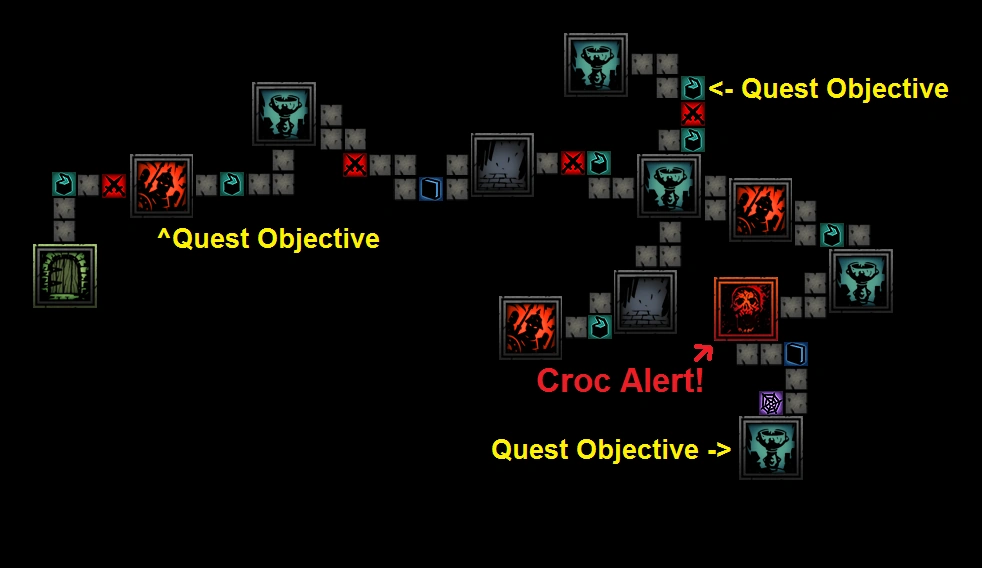 <- Quest Objective
^Quest Objective
Croc Alert!
Quest Objective ->